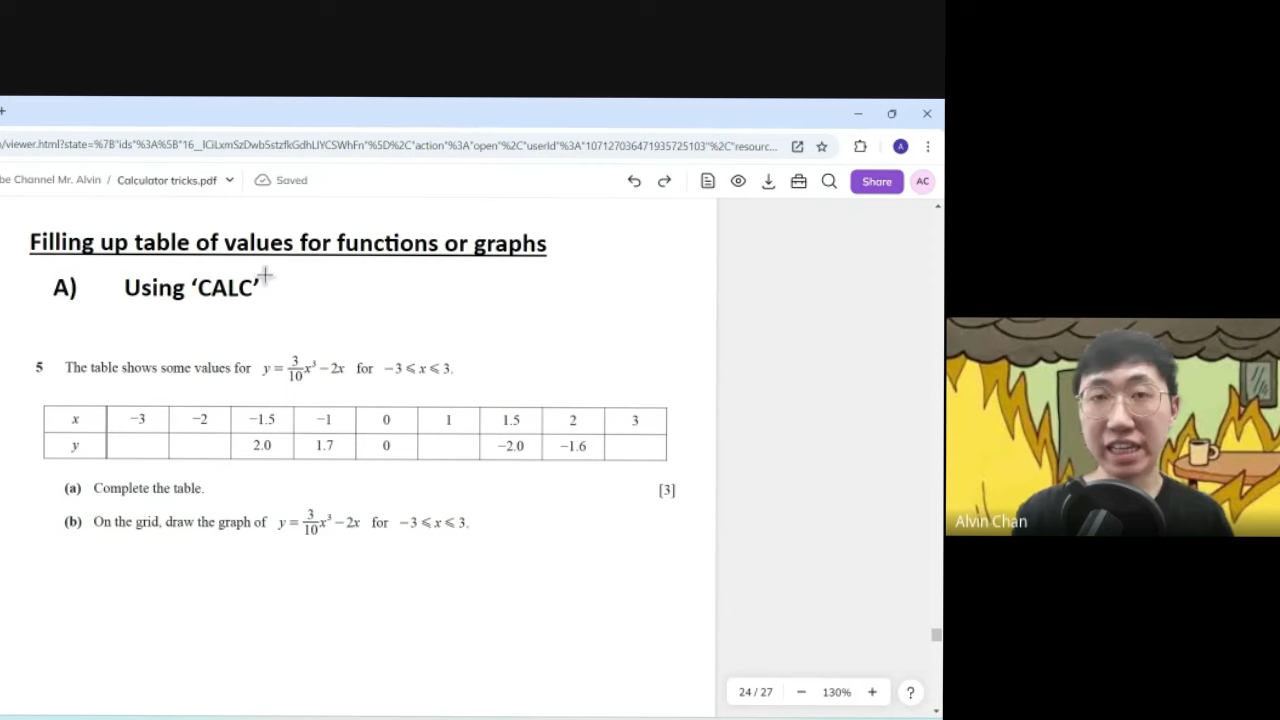 +
/viewer.html?state=%7B"ids"%3A%5B"16__lCiLxmSzDwb5stzfkGdhLlYCSWhFn"%5D%2C"action"%3A"open"%2C"userId"%3A"107127036471935725103"%2C"resourc...
be Channel Mr. Alvin / Calculator tricks.pdf Saved Share AC
Filling up table of values for functions or graphs
A) Using ‘CALC’
5 The table shows some values for y = 3/10 x³ − 2x for −3 ⩽ x ⩽ 3.
x −3 −2 −1.5 −1 0 1 1.5 2 3
y 2.0 1.7 0 −2.0 −1.6
(a) Complete the table. [3]
(b) On the grid, draw the graph of y = 3/10 x³ − 2x for −3 ⩽ x ⩽ 3.
Alvin Chan
24 / 27 − 130% + ?